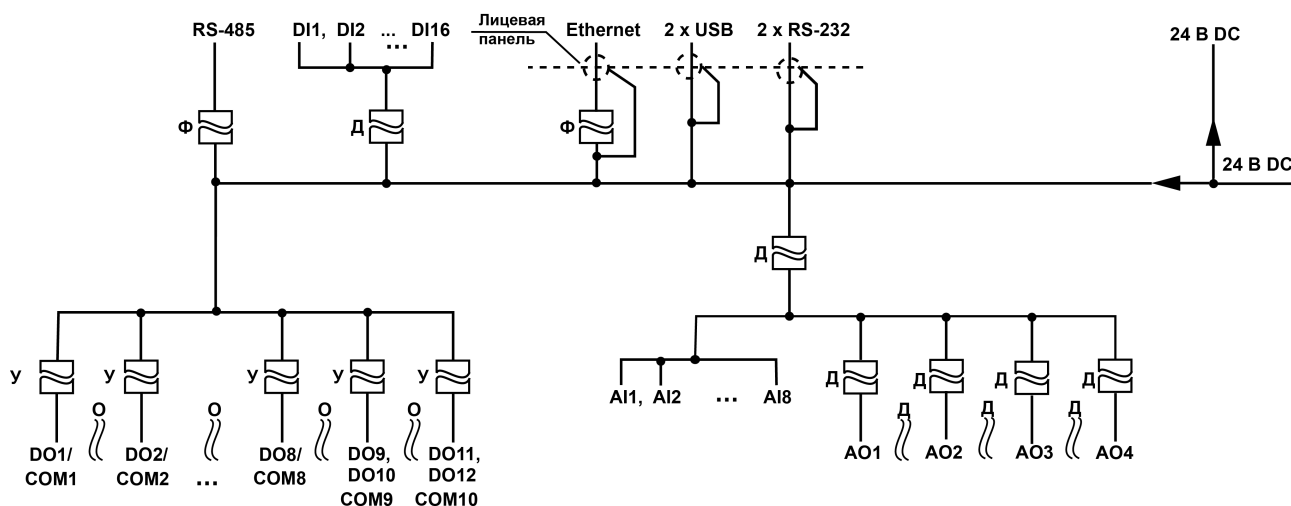 RS-485
DI1, DI2 ... DI16
...
Лицевая
панель
Ethernet
2 x USB
2 x RS-232
24 В DC
Ф
Д
Ф
24 В DC
Д
У
У
У
У
У
О
О
О
О
DO1/
COM1
DO2/
COM2
...
DO8/
COM8
DO9,
DO10
COM9
DO11,
DO12
COM10
AI1, AI2 ... AI8
Д
Д
Д
Д
Д
Д
Д
AO1
AO2
AO3
AO4